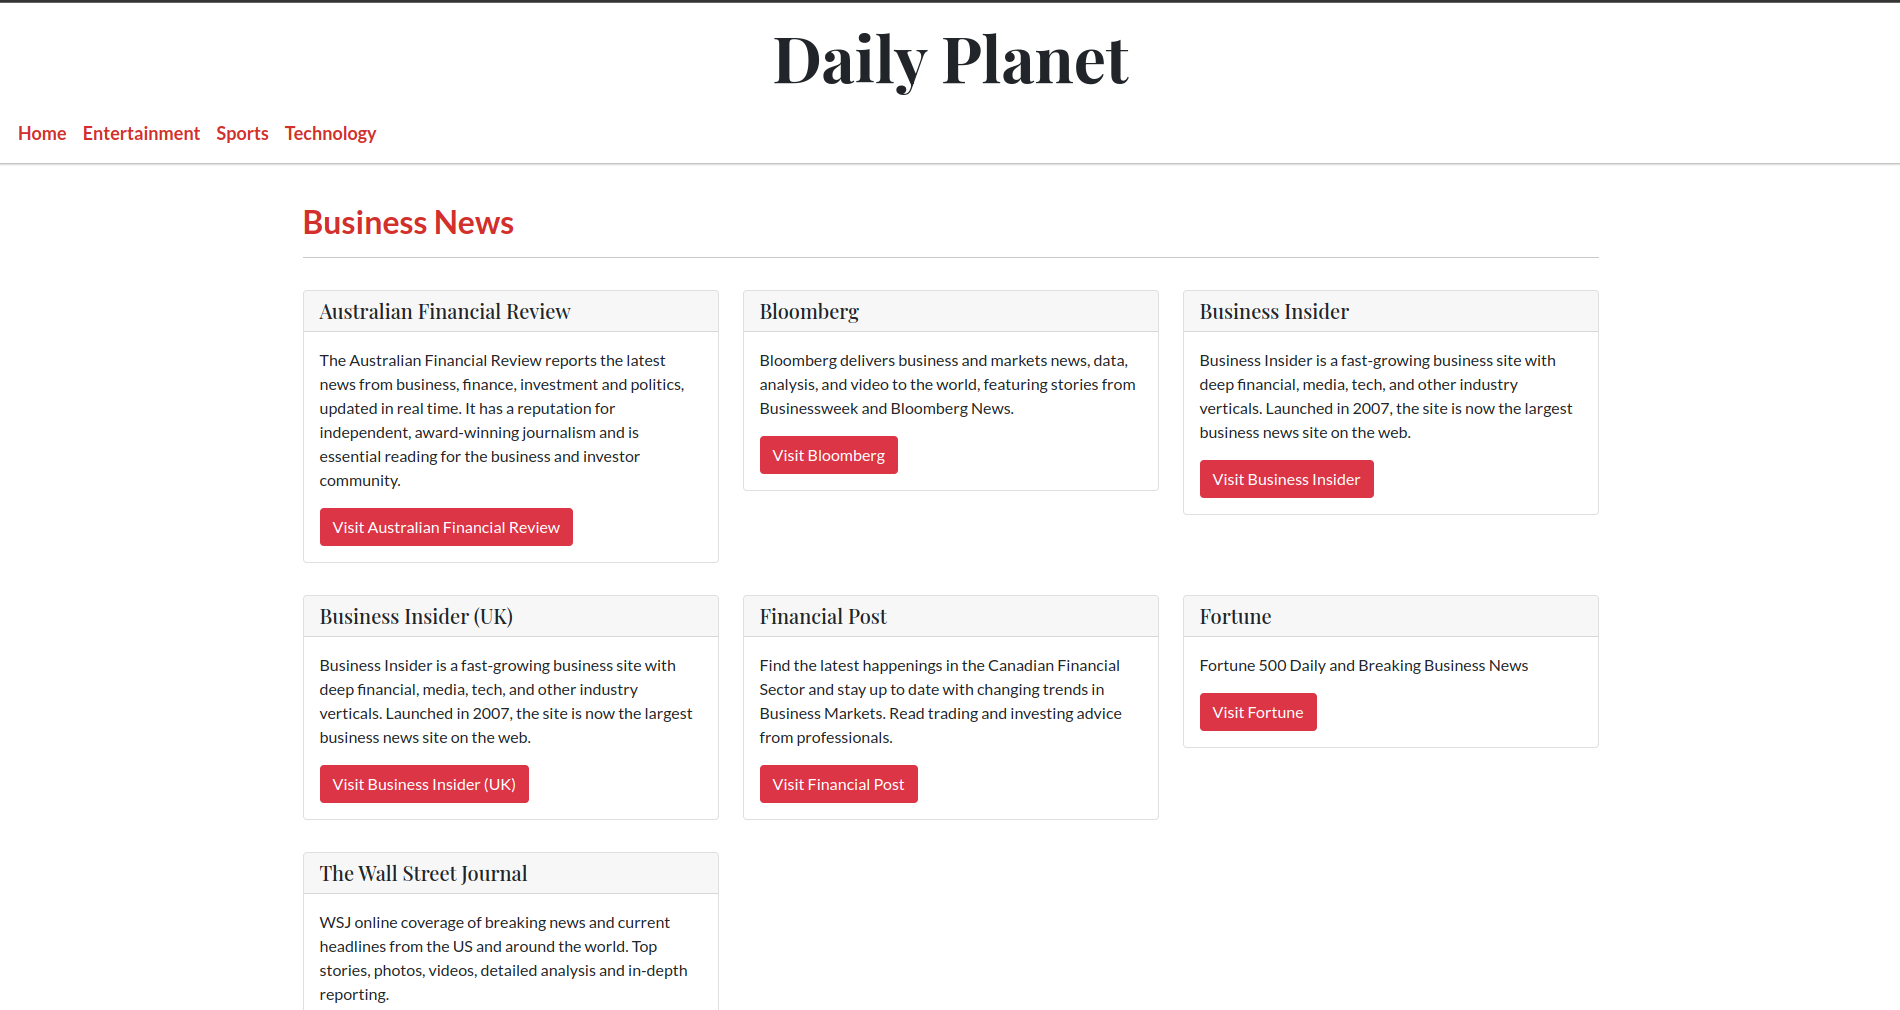 Daily Planet
Home Entertainment Sports Technology
Business News
Australian Financial Review
The Australian Financial Review reports the latest
news from business, finance, investment and politics,
updated in real time. It has a reputation for
independent, award-winning journalism and is
essential reading for the business and investor
community.
Visit Australian Financial Review
Bloomberg
Bloomberg delivers business and markets news, data,
analysis, and video to the world, featuring stories from
Businessweek and Bloomberg News.
Visit Bloomberg
Business Insider
Business Insider is a fast-growing business site with
deep financial, media, tech, and other industry
verticals. Launched in 2007, the site is now the largest
business news site on the web.
Visit Business Insider
Business Insider (UK)
Business Insider is a fast-growing business site with
deep financial, media, tech, and other industry
verticals. Launched in 2007, the site is now the largest
business news site on the web.
Visit Business Insider (UK)
Financial Post
Find the latest happenings in the Canadian Financial
Sector and stay up to date with changing trends in
Business Markets. Read trading and investing advice
from professionals.
Visit Financial Post
Fortune
Fortune 500 Daily and Breaking Business News
Visit Fortune
The Wall Street Journal
WSJ online coverage of breaking news and current
headlines from the US and around the world. Top
stories, photos, videos, detailed analysis and in-depth
reporting.